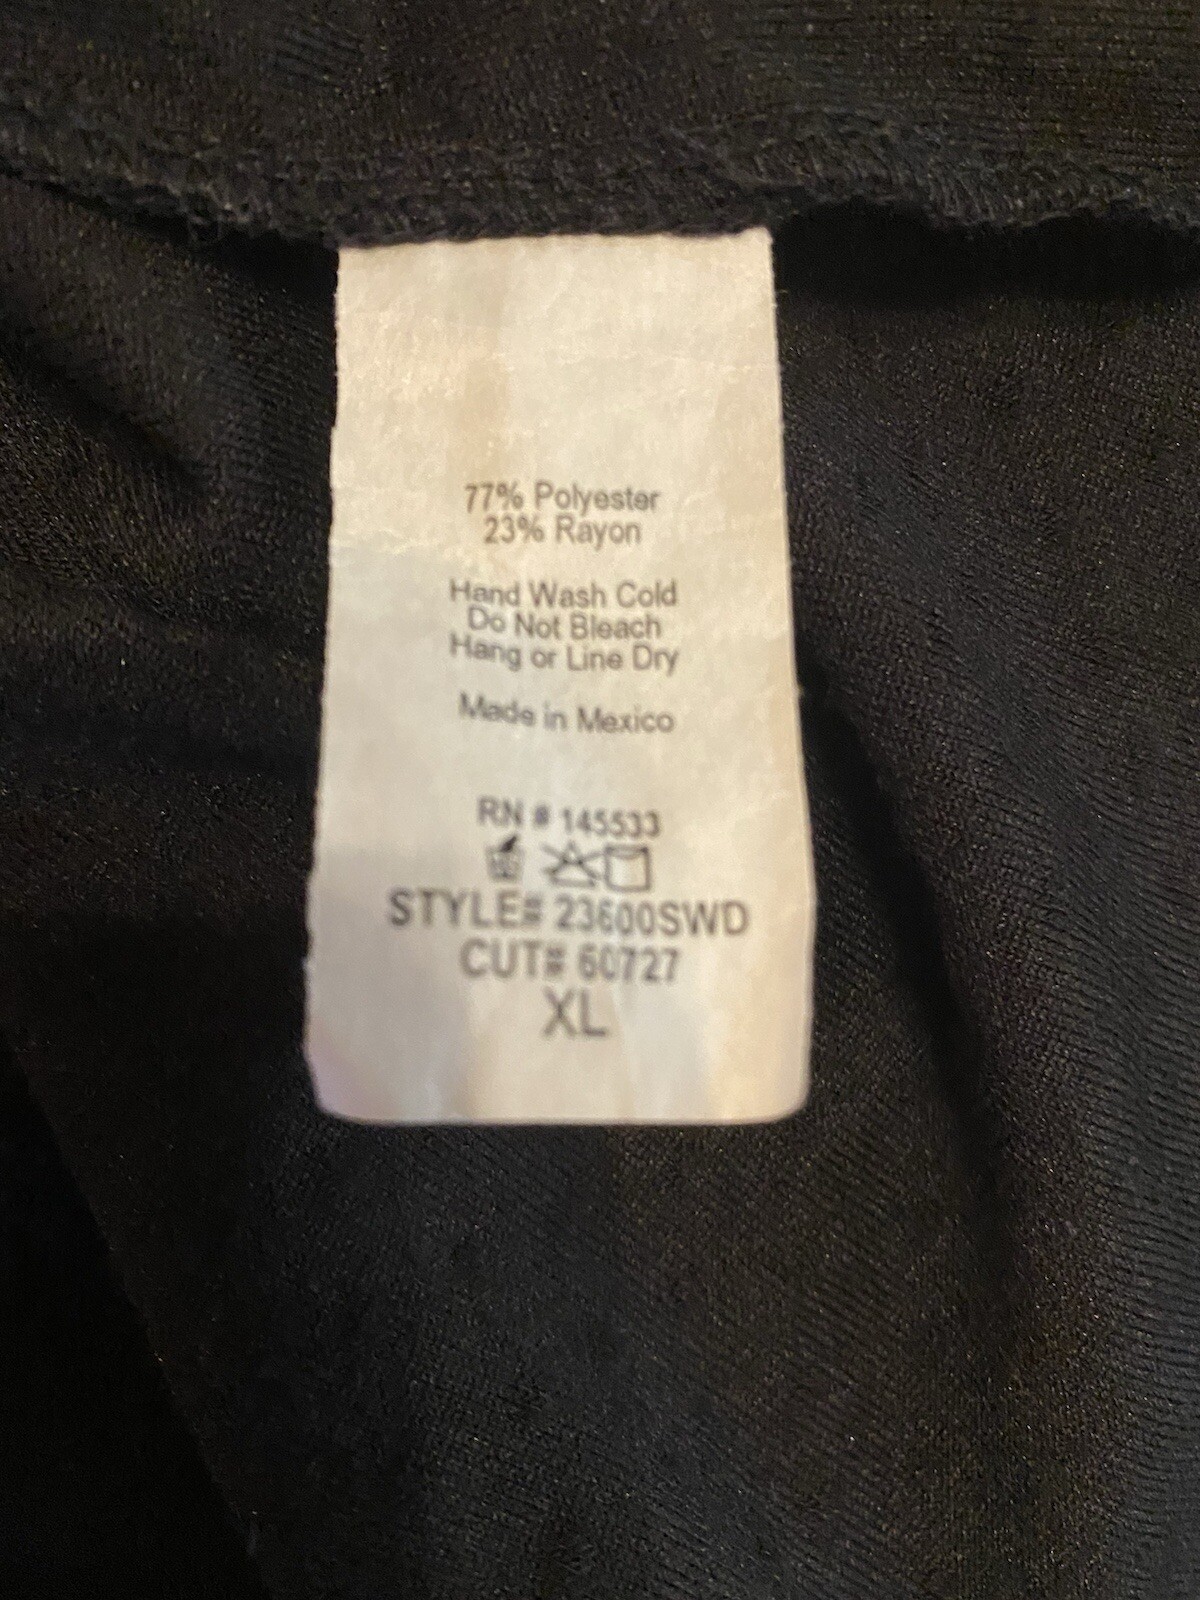 77% Polyester
23% Rayon
Hand Wash Cold
Do Not Bleach
Hang or Line Dry
Made in Mexico
RN # 145533
STYLE# 23600SWD
CUT# 60727
XL